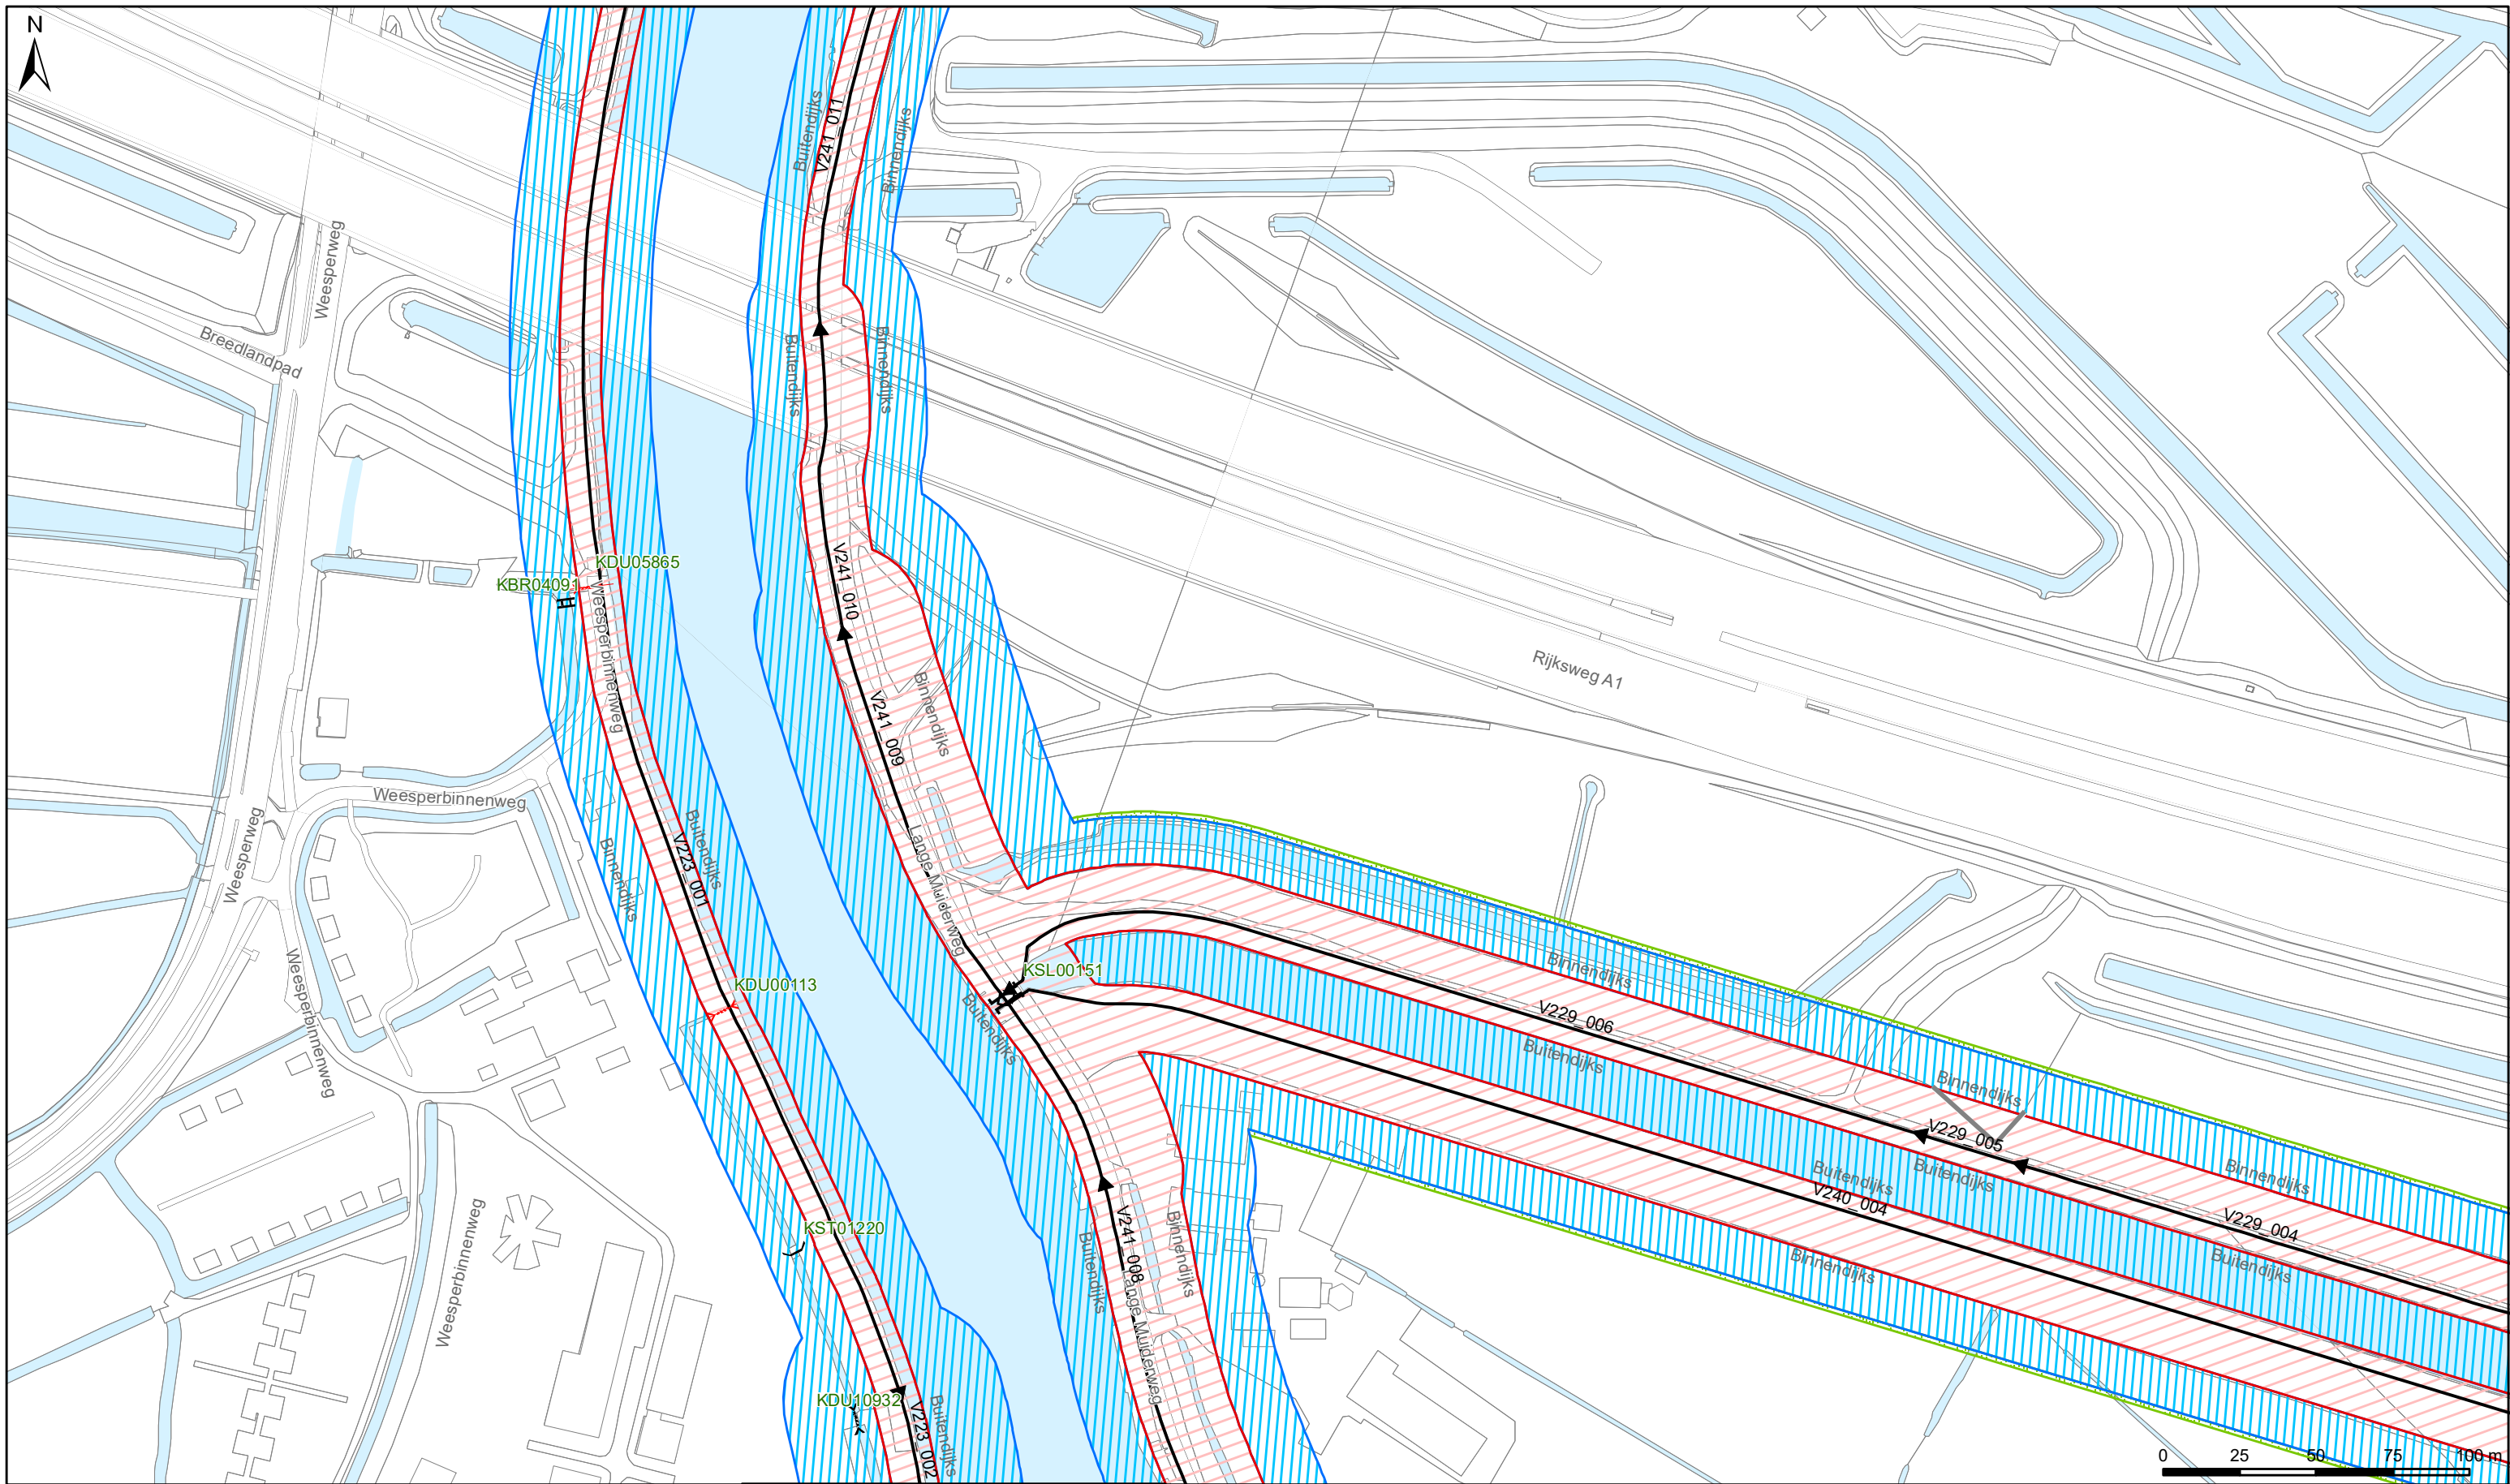 N
Buitendijks
V241_011
Binnendijks
Weesperweg
Breedlandpad
Buitendijks
Binnendijks
KDU05865
KBR04091
Weesperbinnenweg
V241_010
Rijksweg A1
Binnendijks
V241_009
Weesperbinnenweg
Weesperweg
Buitendijks
V223_001
Binnendijks
Lange Muiderweg
KSL00151
Binnendijks
KDU00113
Weesperbinnenweg
Buitendijks
V229_006
Buitendijks
Binnendijks
V229_005
Buitendijks
Buitendijks
V240_004
Binnendijks
V229_004
Buitendijks
Binnendijks
KST01220
Weesperbinnenweg
V241_008
Binnendijks
Buitendijks
Lange Muiderweg
KDU10932
V223_002
Buitendijks
0 25 50 75 100 m